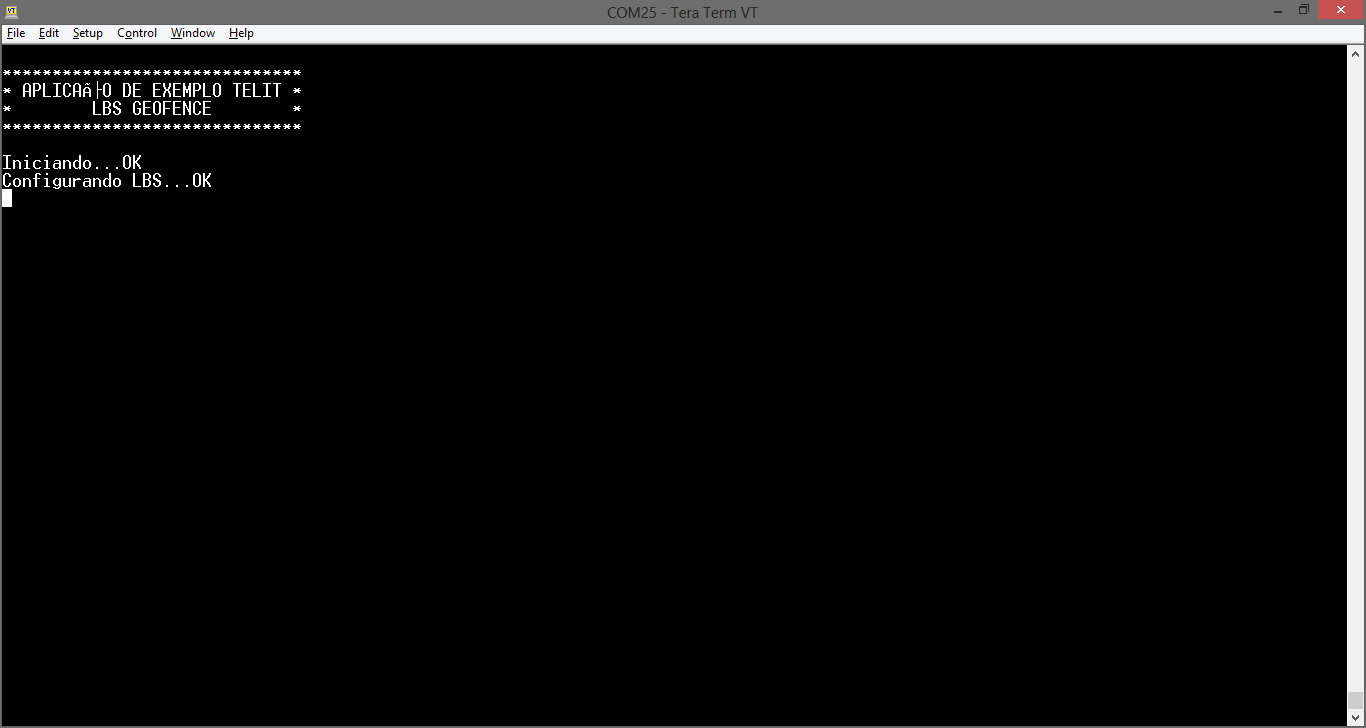 COM25 - Tera Term VT
File Edit Setup Control Window Help
******************************
* APLICAÃ├O DE EXEMPLO TELIT *
*        LBS GEOFENCE        *
******************************
Iniciando...OK
Configurando LBS...OK